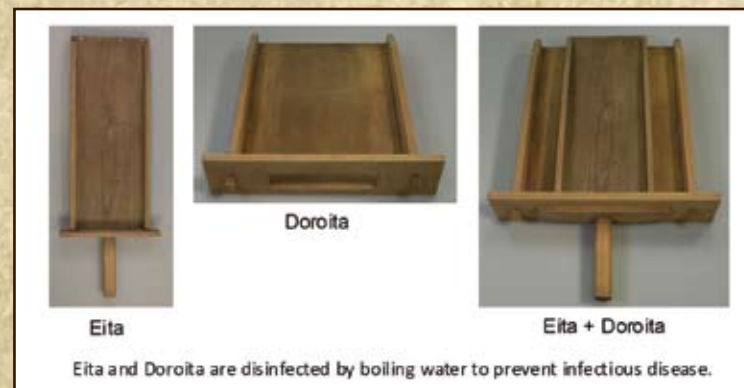 Eita
Doroita
Eita + Doroita
Eita and Doroita are disinfected by boiling water to prevent infectious disease.